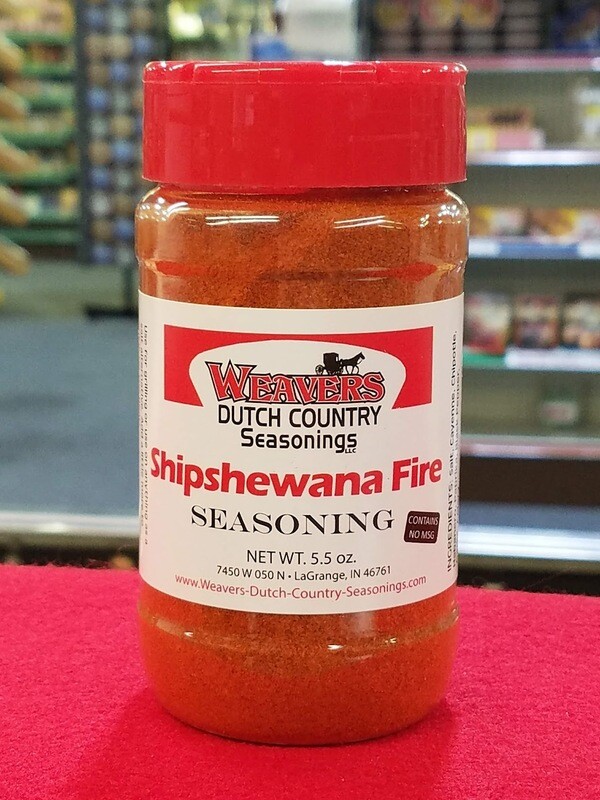 WEAVERS
DUTCH COUNTRY
Seasonings LLC
Shipshewana Fire
SEASONING
CONTAINS
NO MSG
NET WT. 5.5 oz.
7450 W 050 N • LaGrange, IN 46761
www.Weavers-Dutch-Country-Seasonings.com
INGREDIENTS: Salt, Cayenne, Chipotle,